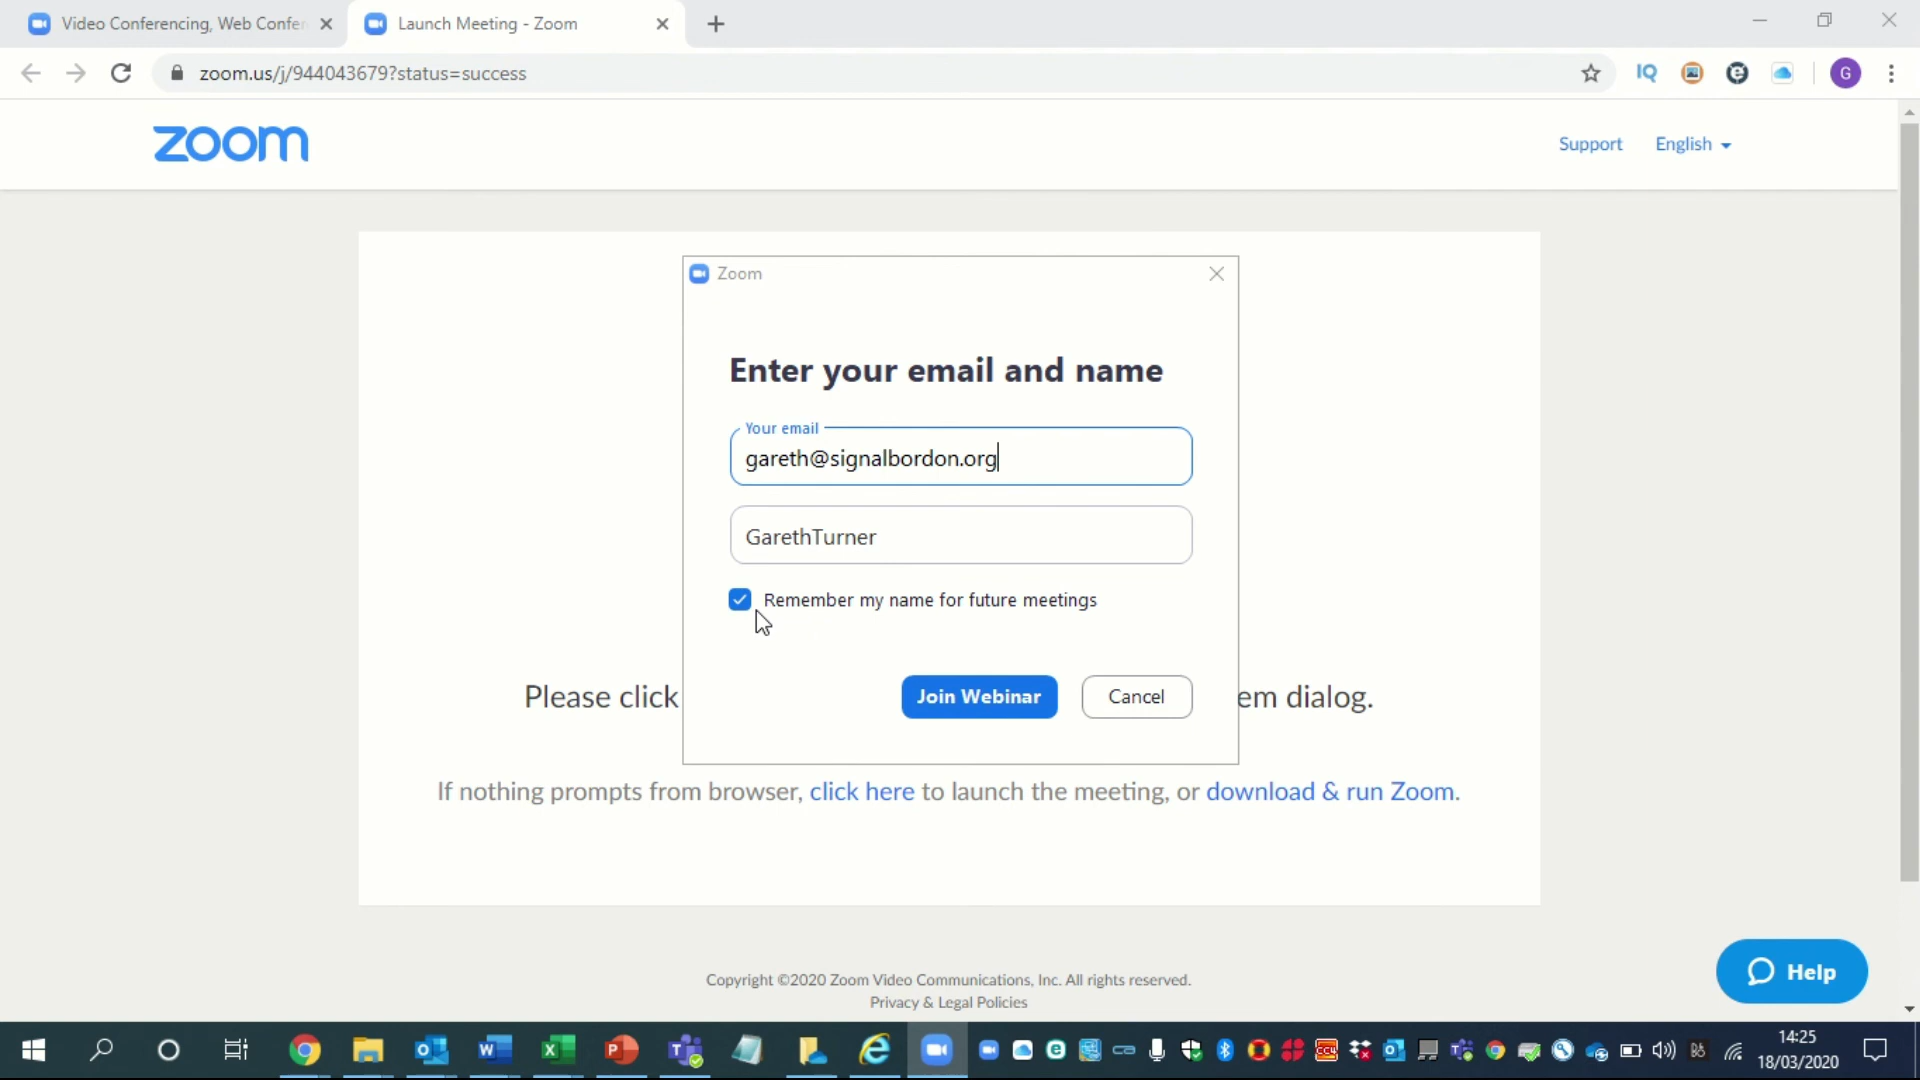 Video Conferencing, Web Confer
Launch Meeting - Zoom
zoom.us/j/944043679?status=success
IQ
G
zoom
Support
English
Zoom
Enter your email and name
Your email
gareth@signalbordon.org
GarethTurner
Remember my name for future meetings
Join Webinar
Cancel
Please click
em dialog.
If nothing prompts from browser, click here to launch the meeting, or download & run Zoom.
Help
Copyright ©2020 Zoom Video Communications, Inc. All rights reserved.
Privacy & Legal Policies
14:25
18/03/2020